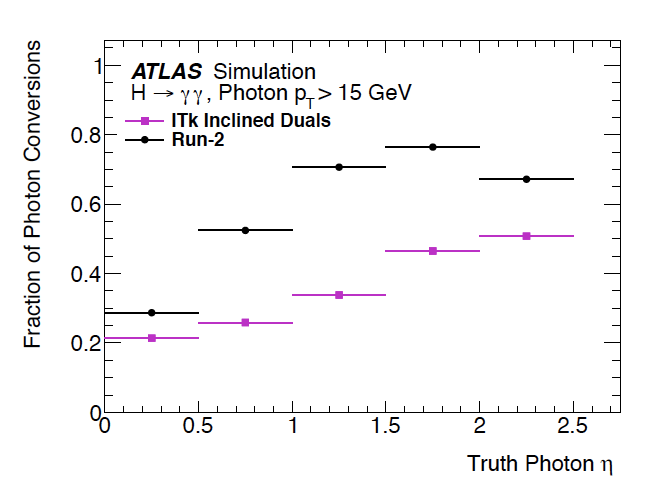 Fraction of Photon Conversions
ATLAS Simulation
H → γγ, Photon p_T > 15 GeV
ITk Inclined Duals
Run-2
1
0.8
0.6
0.4
0.2
0
0 0.5 1 1.5 2 2.5
Truth Photon η